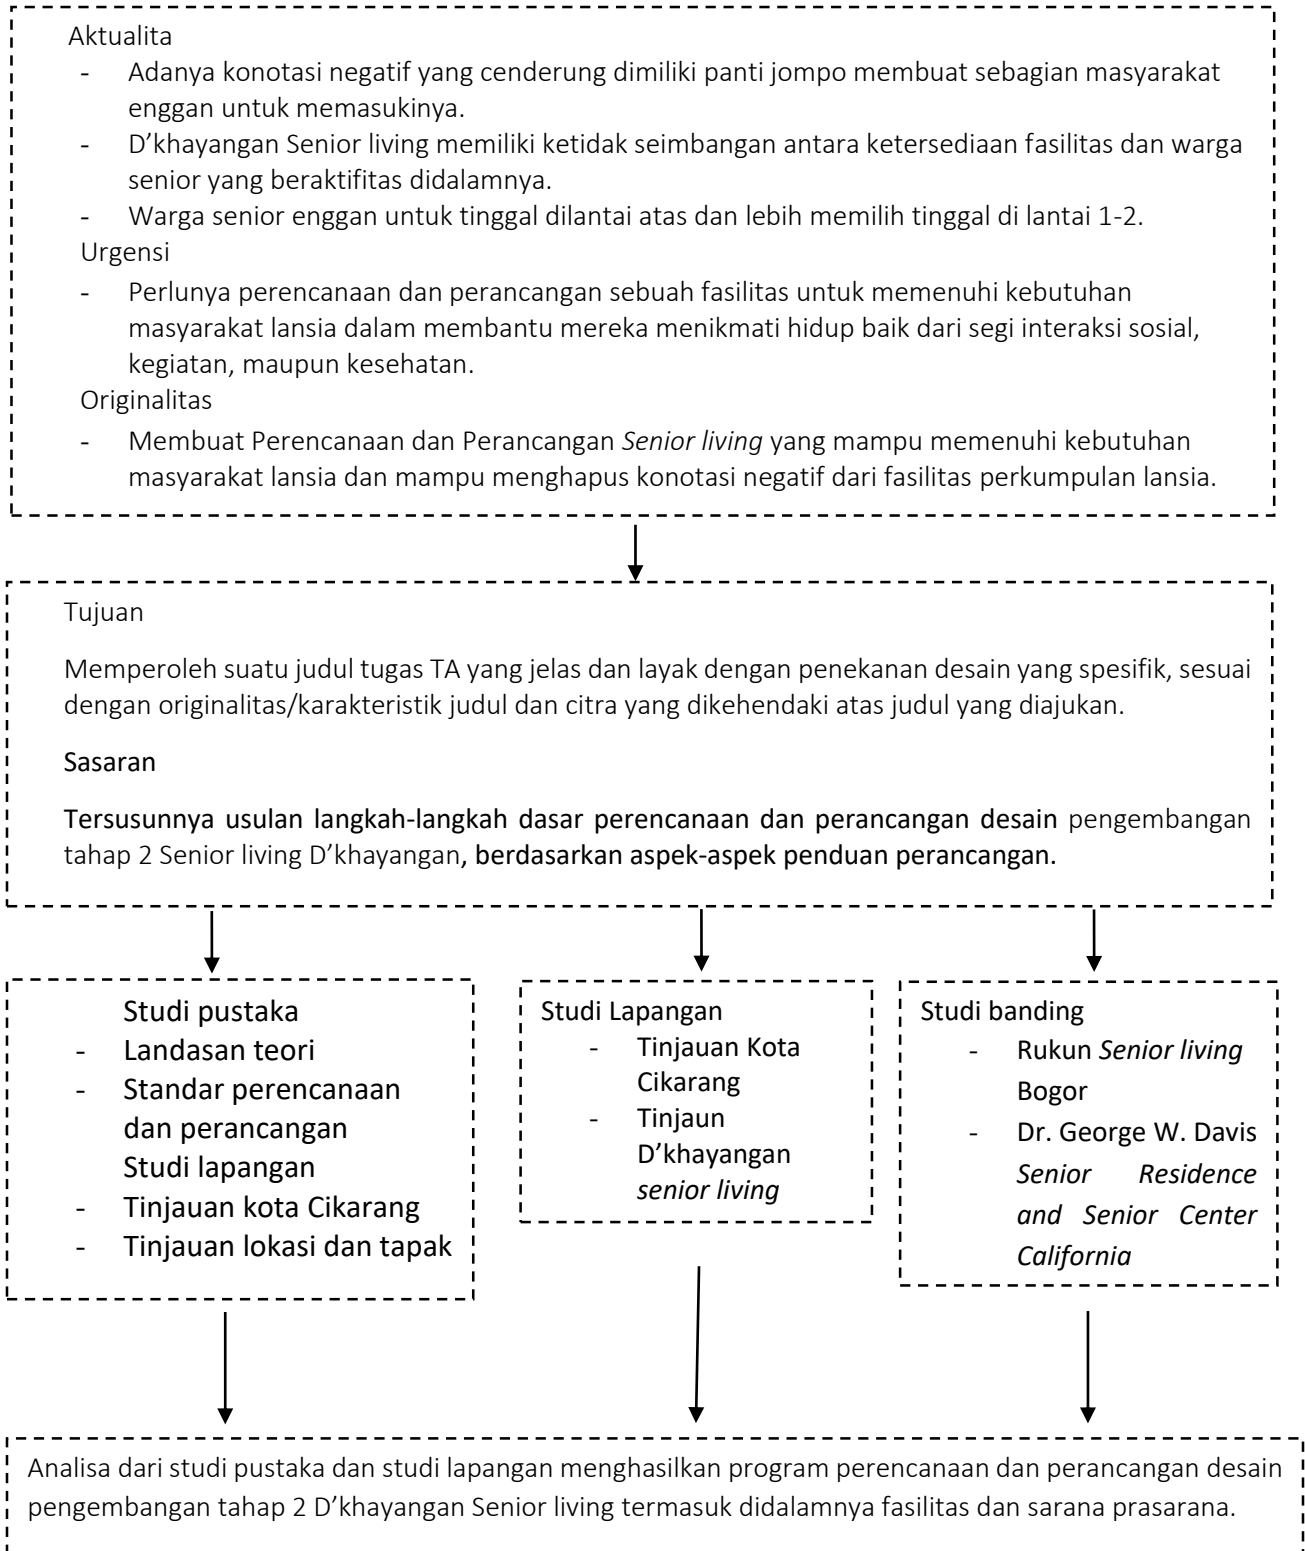 Aktualita
- Adanya konotasi negatif yang cenderung dimiliki panti jompo membuat sebagian masyarakat
enggan untuk memasukinya.
- D’khayangan Senior living memiliki ketidak seimbangan antara ketersediaan fasilitas dan warga
senior yang beraktifitas didalamnya.
- Warga senior enggan untuk tinggal dilantai atas dan lebih memilih tinggal di lantai 1-2.
Urgensi
- Perlunya perencanaan dan perancangan sebuah fasilitas untuk memenuhi kebutuhan
masyarakat lansia dalam membantu mereka menikmati hidup baik dari segi interaksi sosial,
kegiatan, maupun kesehatan.
Originalitas
- Membuat Perencanaan dan Perancangan Senior living yang mampu memenuhi kebutuhan
masyarakat lansia dan mampu menghapus konotasi negatif dari fasilitas perkumpulan lansia.
Tujuan
Memperoleh suatu judul tugas TA yang jelas dan layak dengan penekanan desain yang spesifik, sesuai
dengan originalitas/karakteristik judul dan citra yang dikehendaki atas judul yang diajukan.
Sasaran
Tersusunnya usulan langkah-langkah dasar perencanaan dan perancangan desain pengembangan
tahap 2 Senior living D’khayangan, berdasarkan aspek-aspek penduan perancangan.
Studi pustaka
- Landasan teori
- Standar perencanaan
dan perancangan
Studi lapangan
- Tinjauan kota Cikarang
- Tinjauan lokasi dan tapak
Studi Lapangan
- Tinjauan Kota
Cikarang
- Tinjaun
D’khayangan
senior living
Studi banding
- Rukun Senior living
Bogor
- Dr. George W. Davis
Senior Residence
and Senior Center
California
Analisa dari studi pustaka dan studi lapangan menghasilkan program perencanaan dan perancangan desain
pengembangan tahap 2 D’khayangan Senior living termasuk didalamnya fasilitas dan sarana prasarana.